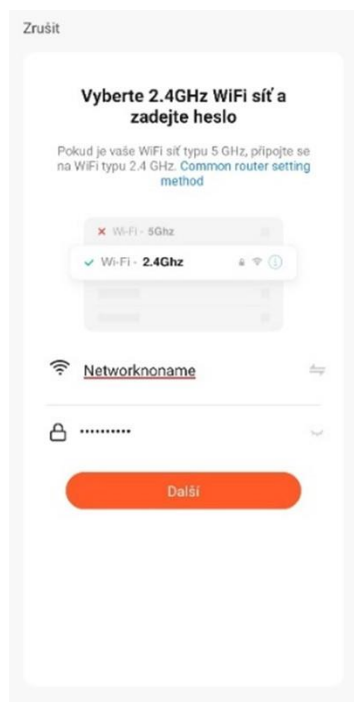 Zrušit
Vyberte 2.4GHz WiFi síť a
zadejte heslo
Pokud je vaše WiFi síť typu 5 GHz, připojte se
na WiFi typu 2.4 GHz. Common router setting
method
Wi-Fi - 5Ghz
Wi-Fi - 2.4Ghz
Networknoname
••••••••••
Další